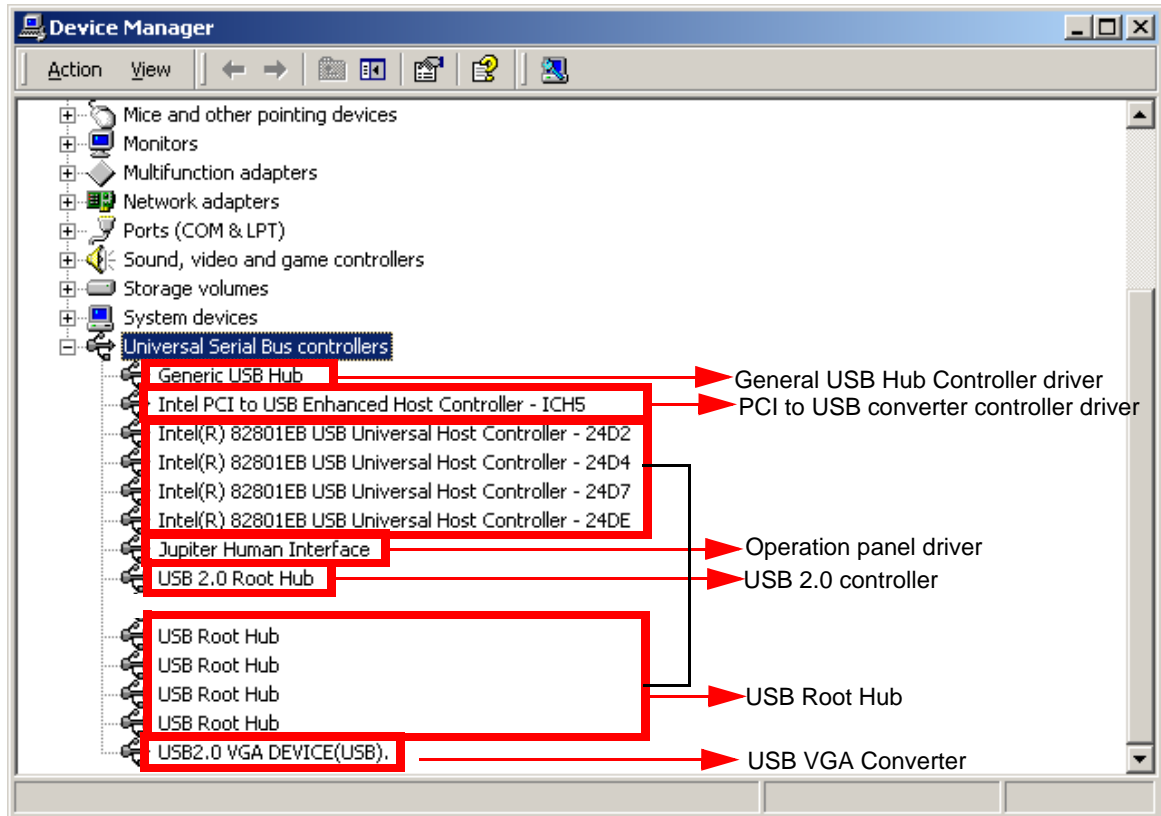 Device Manager
Action View
Mice and other pointing devices
Monitors
Multifunction adapters
Network adapters
Ports (COM & LPT)
Sound, video and game controllers
Storage volumes
System devices
Universal Serial Bus controllers
Generic USB Hub
General USB Hub Controller driver
Intel PCI to USB Enhanced Host Controller - ICH5
PCI to USB converter controller driver
Intel(R) 82801EB USB Universal Host Controller - 24D2
Intel(R) 82801EB USB Universal Host Controller - 24D4
Intel(R) 82801EB USB Universal Host Controller - 24D7
Intel(R) 82801EB USB Universal Host Controller - 24DE
Jupiter Human Interface
Operation panel driver
USB 2.0 Root Hub
USB 2.0 controller
USB Root Hub
USB Root Hub
USB Root Hub
USB Root Hub
USB Root Hub
USB2.0 VGA DEVICE(USB).
USB VGA Converter